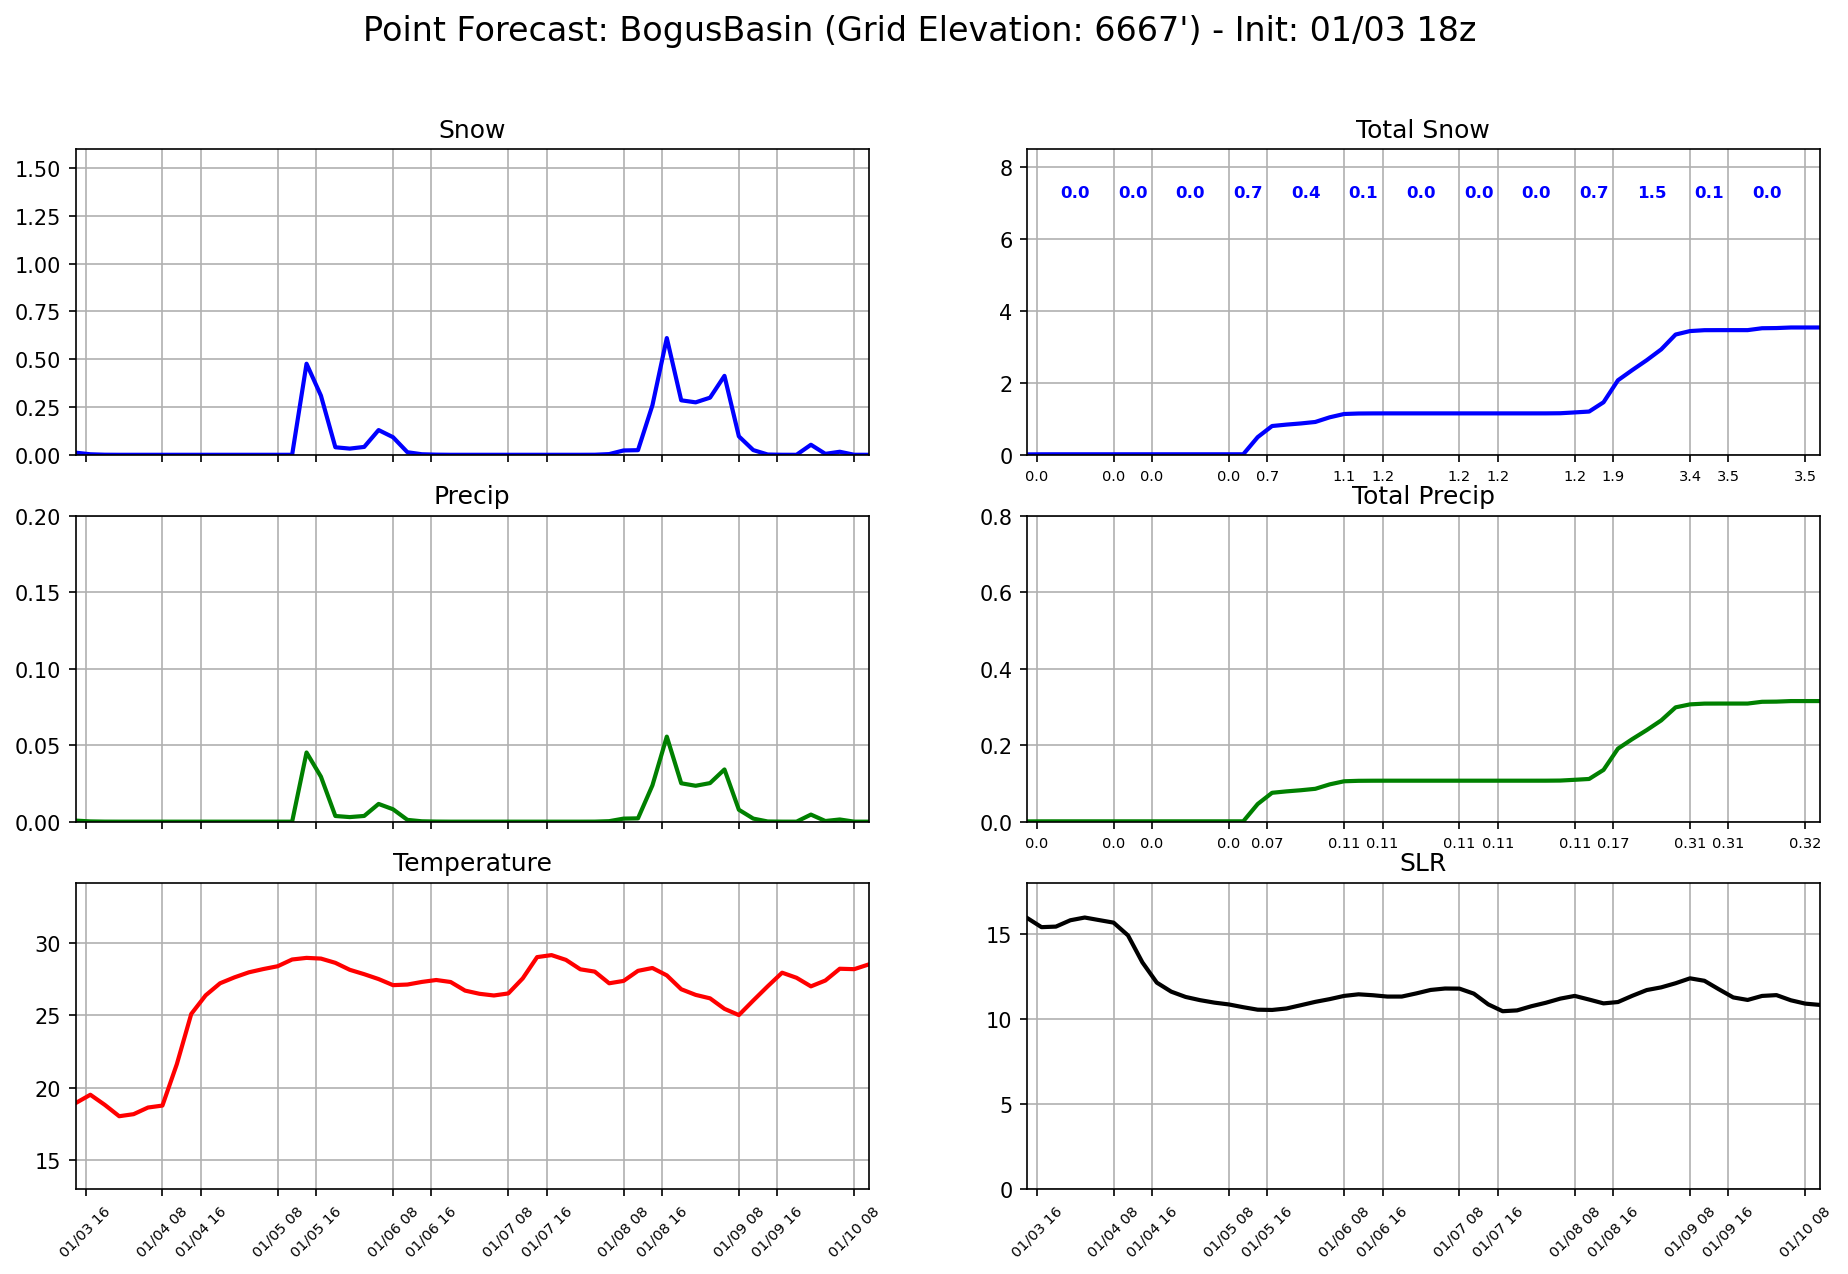 Point Forecast: BogusBasin (Grid Elevation: 6667') - Init: 01/03 18z
Snow
1.50
1.25
1.00
0.75
0.50
0.25
0.00
Total Snow
8
6
4
2
0
0.0 0.0 0.0 0.7 0.4 0.1 0.0 0.0 0.0 0.7 1.5 0.1 0.0
0.0 0.0 0.0 0.0 0.7 1.1 1.2 1.2 1.2 1.2 1.9 3.4 3.5 3.5
Precip
0.20
0.15
0.10
0.05
0.00
Total Precip
0.8
0.6
0.4
0.2
0.0
0.0 0.0 0.0 0.0 0.07 0.11 0.11 0.11 0.11 0.11 0.17 0.31 0.31 0.32
Temperature
30
25
20
15
01/03 16 01/04 08 01/04 16 01/05 08 01/05 16 01/06 08 01/06 16 01/07 08 01/07 16 01/08 08 01/08 16 01/09 08 01/09 16 01/10 08
SLR
15
10
5
0
01/03 16 01/04 08 01/04 16 01/05 08 01/05 16 01/06 08 01/06 16 01/07 08 01/07 16 01/08 08 01/08 16 01/09 08 01/09 16 01/10 08